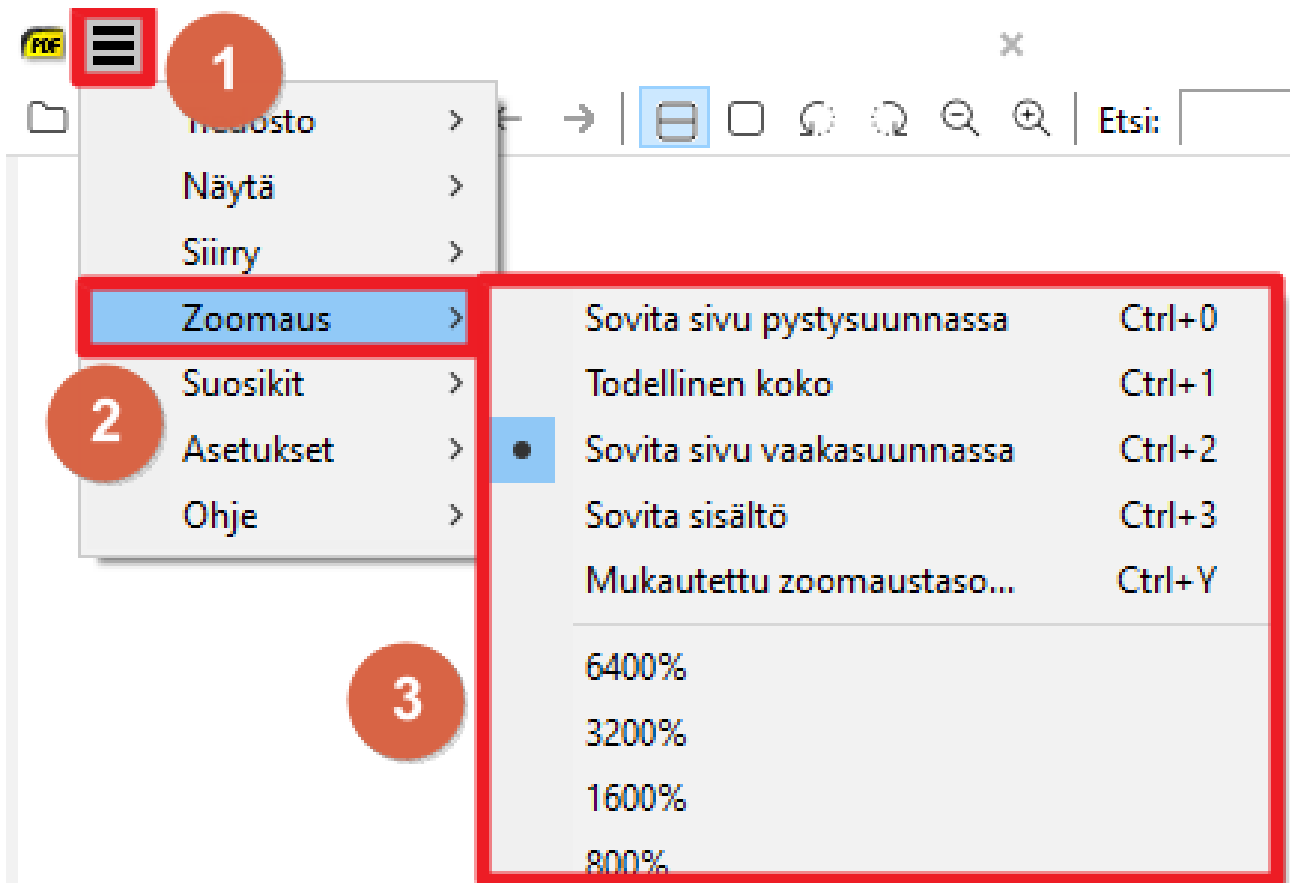 PDF
1
Etsi:
Tiedosto
Näytä
Siirry
Zoomaus
Suosikit
Asetukset
Ohje
2
Sovita sivu pystysuunnassa Ctrl+0
Todellinen koko Ctrl+1
Sovita sivu vaakasuunnassa Ctrl+2
Sovita sisältö Ctrl+3
Mukautettu zoomaustaso... Ctrl+Y
3
6400%
3200%
1600%
800%